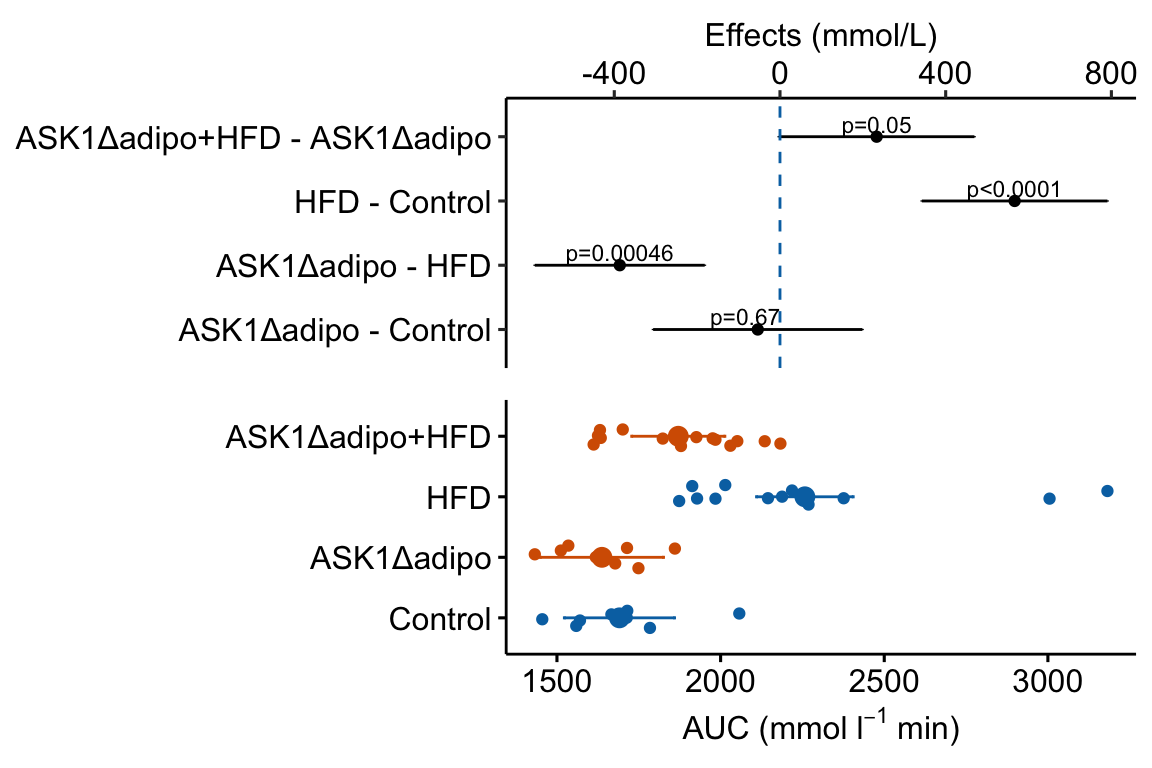 Effects (mmol/L)
-400 0 400 800
ASK1Δadipo+HFD - ASK1Δadipo
p=0.05
HFD - Control
p<0.0001
ASK1Δadipo - HFD
p=0.00046
ASK1Δadipo - Control
p=0.67
ASK1Δadipo+HFD
HFD
ASK1Δadipo
Control
1500 2000 2500 3000
AUC (mmol l⁻¹ min)